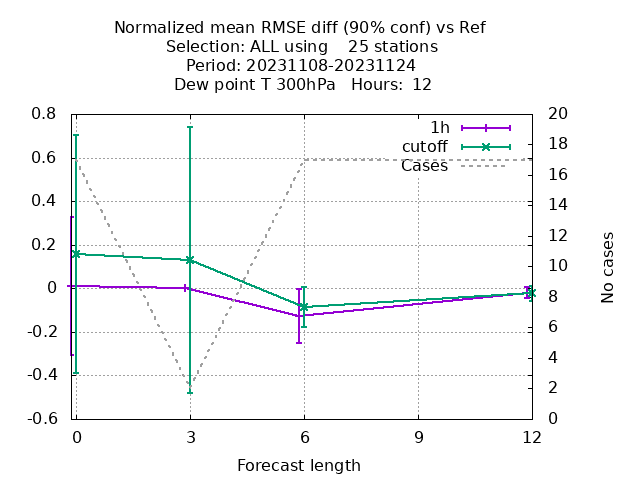 Normalized mean RMSE diff (90% conf) vs Ref
Selection: ALL using    25 stations
Period: 20231108-20231124
Dew point T 300hPa   Hours:  12
0.8
0.6
0.4
0.2
0
-0.2
-0.4
-0.6
20
18
16
14
12
10
8
6
4
2
0
1h
cutoff
Cases
No cases
0
3
6
9
12
Forecast length